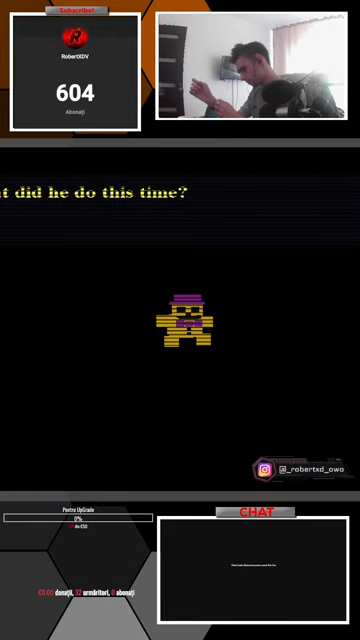 Subscribe!
RobertXDV
604
Abonați
t did he do this time?
@_robertxd_owo
Pentru UpGrade
0%
CHAT
€0.00 donații, 32 urmăritori, 0 abonați